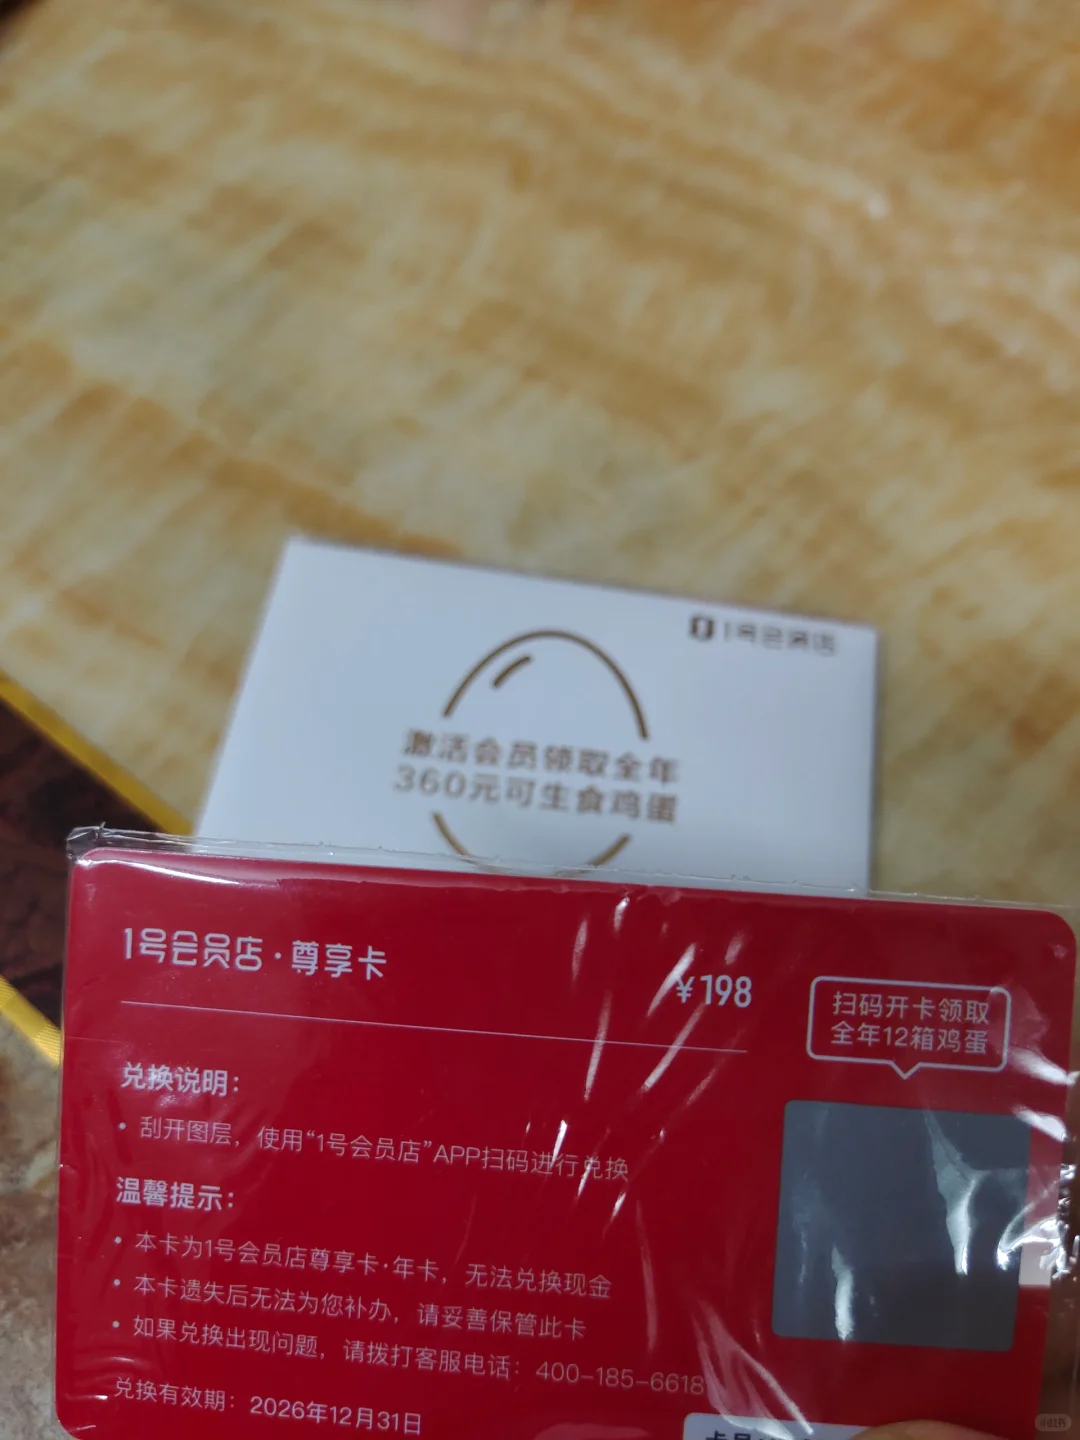 1号会员店
激活会员领取全年
360元可生食鸡蛋
1号会员店·尊享卡
¥198
扫码开卡领取
全年12箱鸡蛋
兑换说明：
• 刮开图层，使用“1号会员店”APP扫码进行兑换
温馨提示：
• 本卡为1号会员店尊享卡·年卡，无法兑换现金
• 本卡遗失后无法为您补办，请妥善保管此卡
• 如果兑换出现问题，请拨打客服电话：400-185-6618
兑换有效期：2026年12月31日
小红书